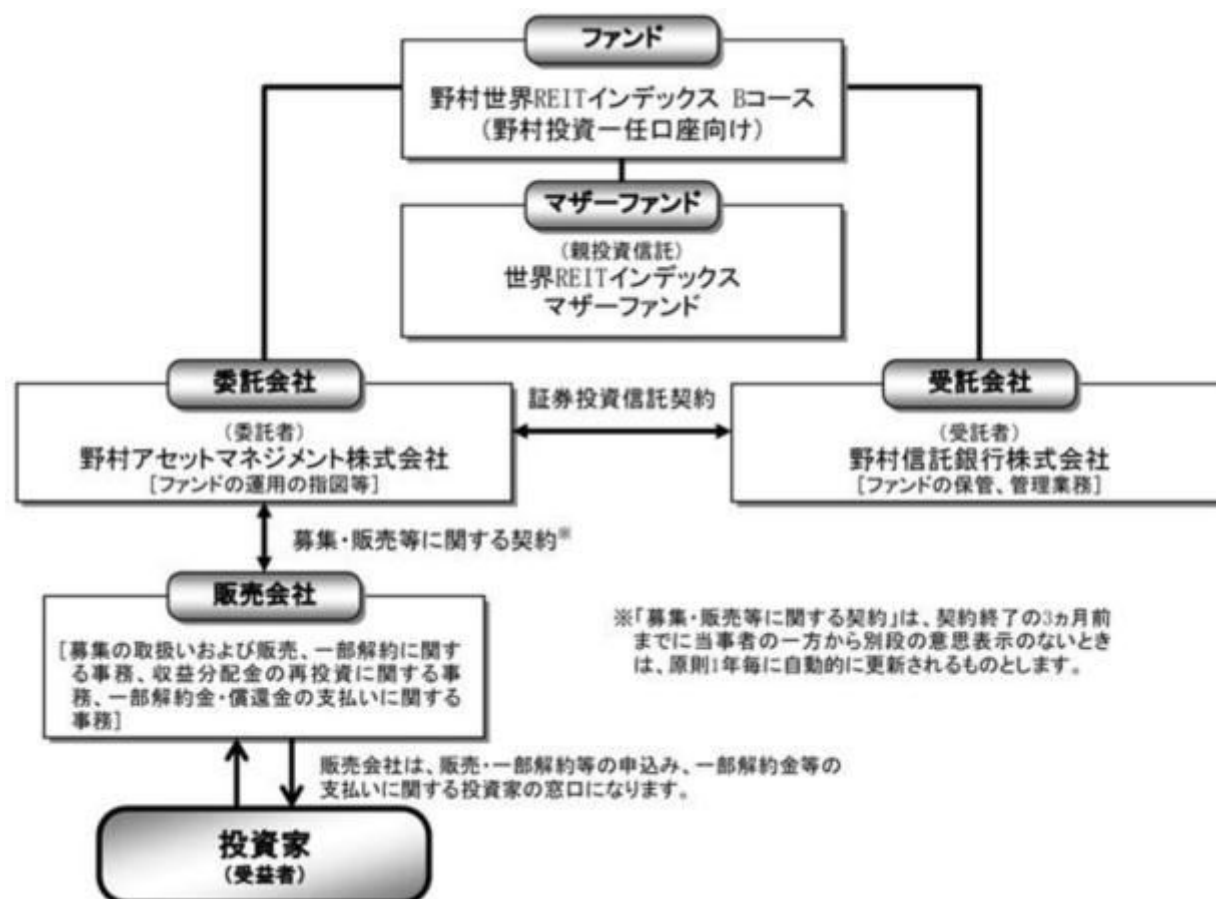 ファンド
野村世界REITインデックス Bコース
(野村投資一任口座向け)
マザーファンド
(親投資信託)
世界REITインデックス
マザーファンド
委託会社
(委託者)
野村アセットマネジメント株式会社
[ファンドの運用の指図等]
証券投資信託契約
受託会社
(受託者)
野村信託銀行株式会社
[ファンドの保管、管理業務]
募集・販売等に関する契約※
販売会社
[募集の取扱いおよび販売、一部解約に関す
る事務、収益分配金の再投資に関する事
務、一部解約金・償還金の支払いに関する
事務]
※「募集・販売等に関する契約」は、契約終了の3ヵ月前
までに当事者の一方から別段の意思表示のないとき
は、原則1年毎に自動的に更新されるものとします。
販売会社は、販売・一部解約等の申込み、一部解約金等の
支払いに関する投資家の窓口になります。
投資家
(受益者)